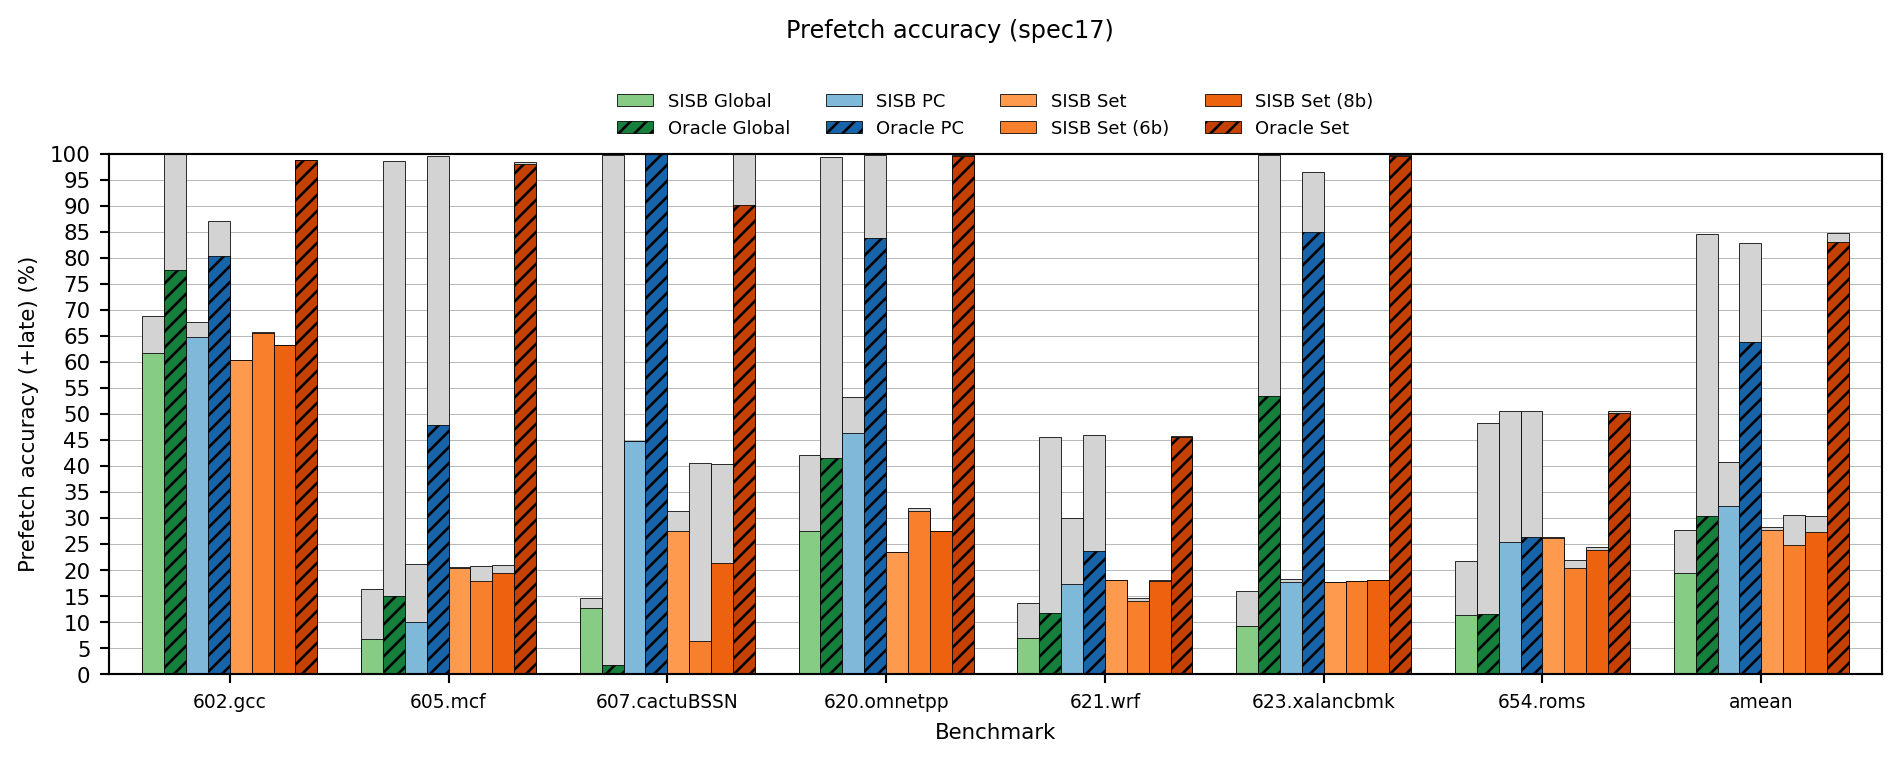 Prefetch accuracy (spec17)
SISB Global
Oracle Global
SISB PC
Oracle PC
SISB Set
SISB Set (6b)
SISB Set (8b)
Oracle Set
Prefetch accuracy (+late) (%)
100
95
90
85
80
75
70
65
60
55
50
45
40
35
30
25
20
15
10
5
0
602.gcc
605.mcf
607.cactuBSSN
620.omnetpp
621.wrf
623.xalancbmk
654.roms
amean
Benchmark